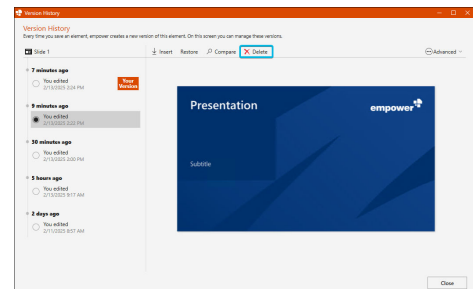 Version History
Version History
Every time you save an element, empower creates a new version of this element. On this screen you can manage these versions.
Slide 1
Insert Restore Compare Delete Advanced
7 minutes ago
You edited
2/13/2025 2:24 PM
Your Version
9 minutes ago
You edited
2/13/2025 2:22 PM
30 minutes ago
You edited
2/13/2025 2:00 PM
5 hours ago
You edited
2/13/2025 9:17 AM
2 days ago
You edited
2/11/2025 8:57 AM
Presentation
empower
Subtitle
Close